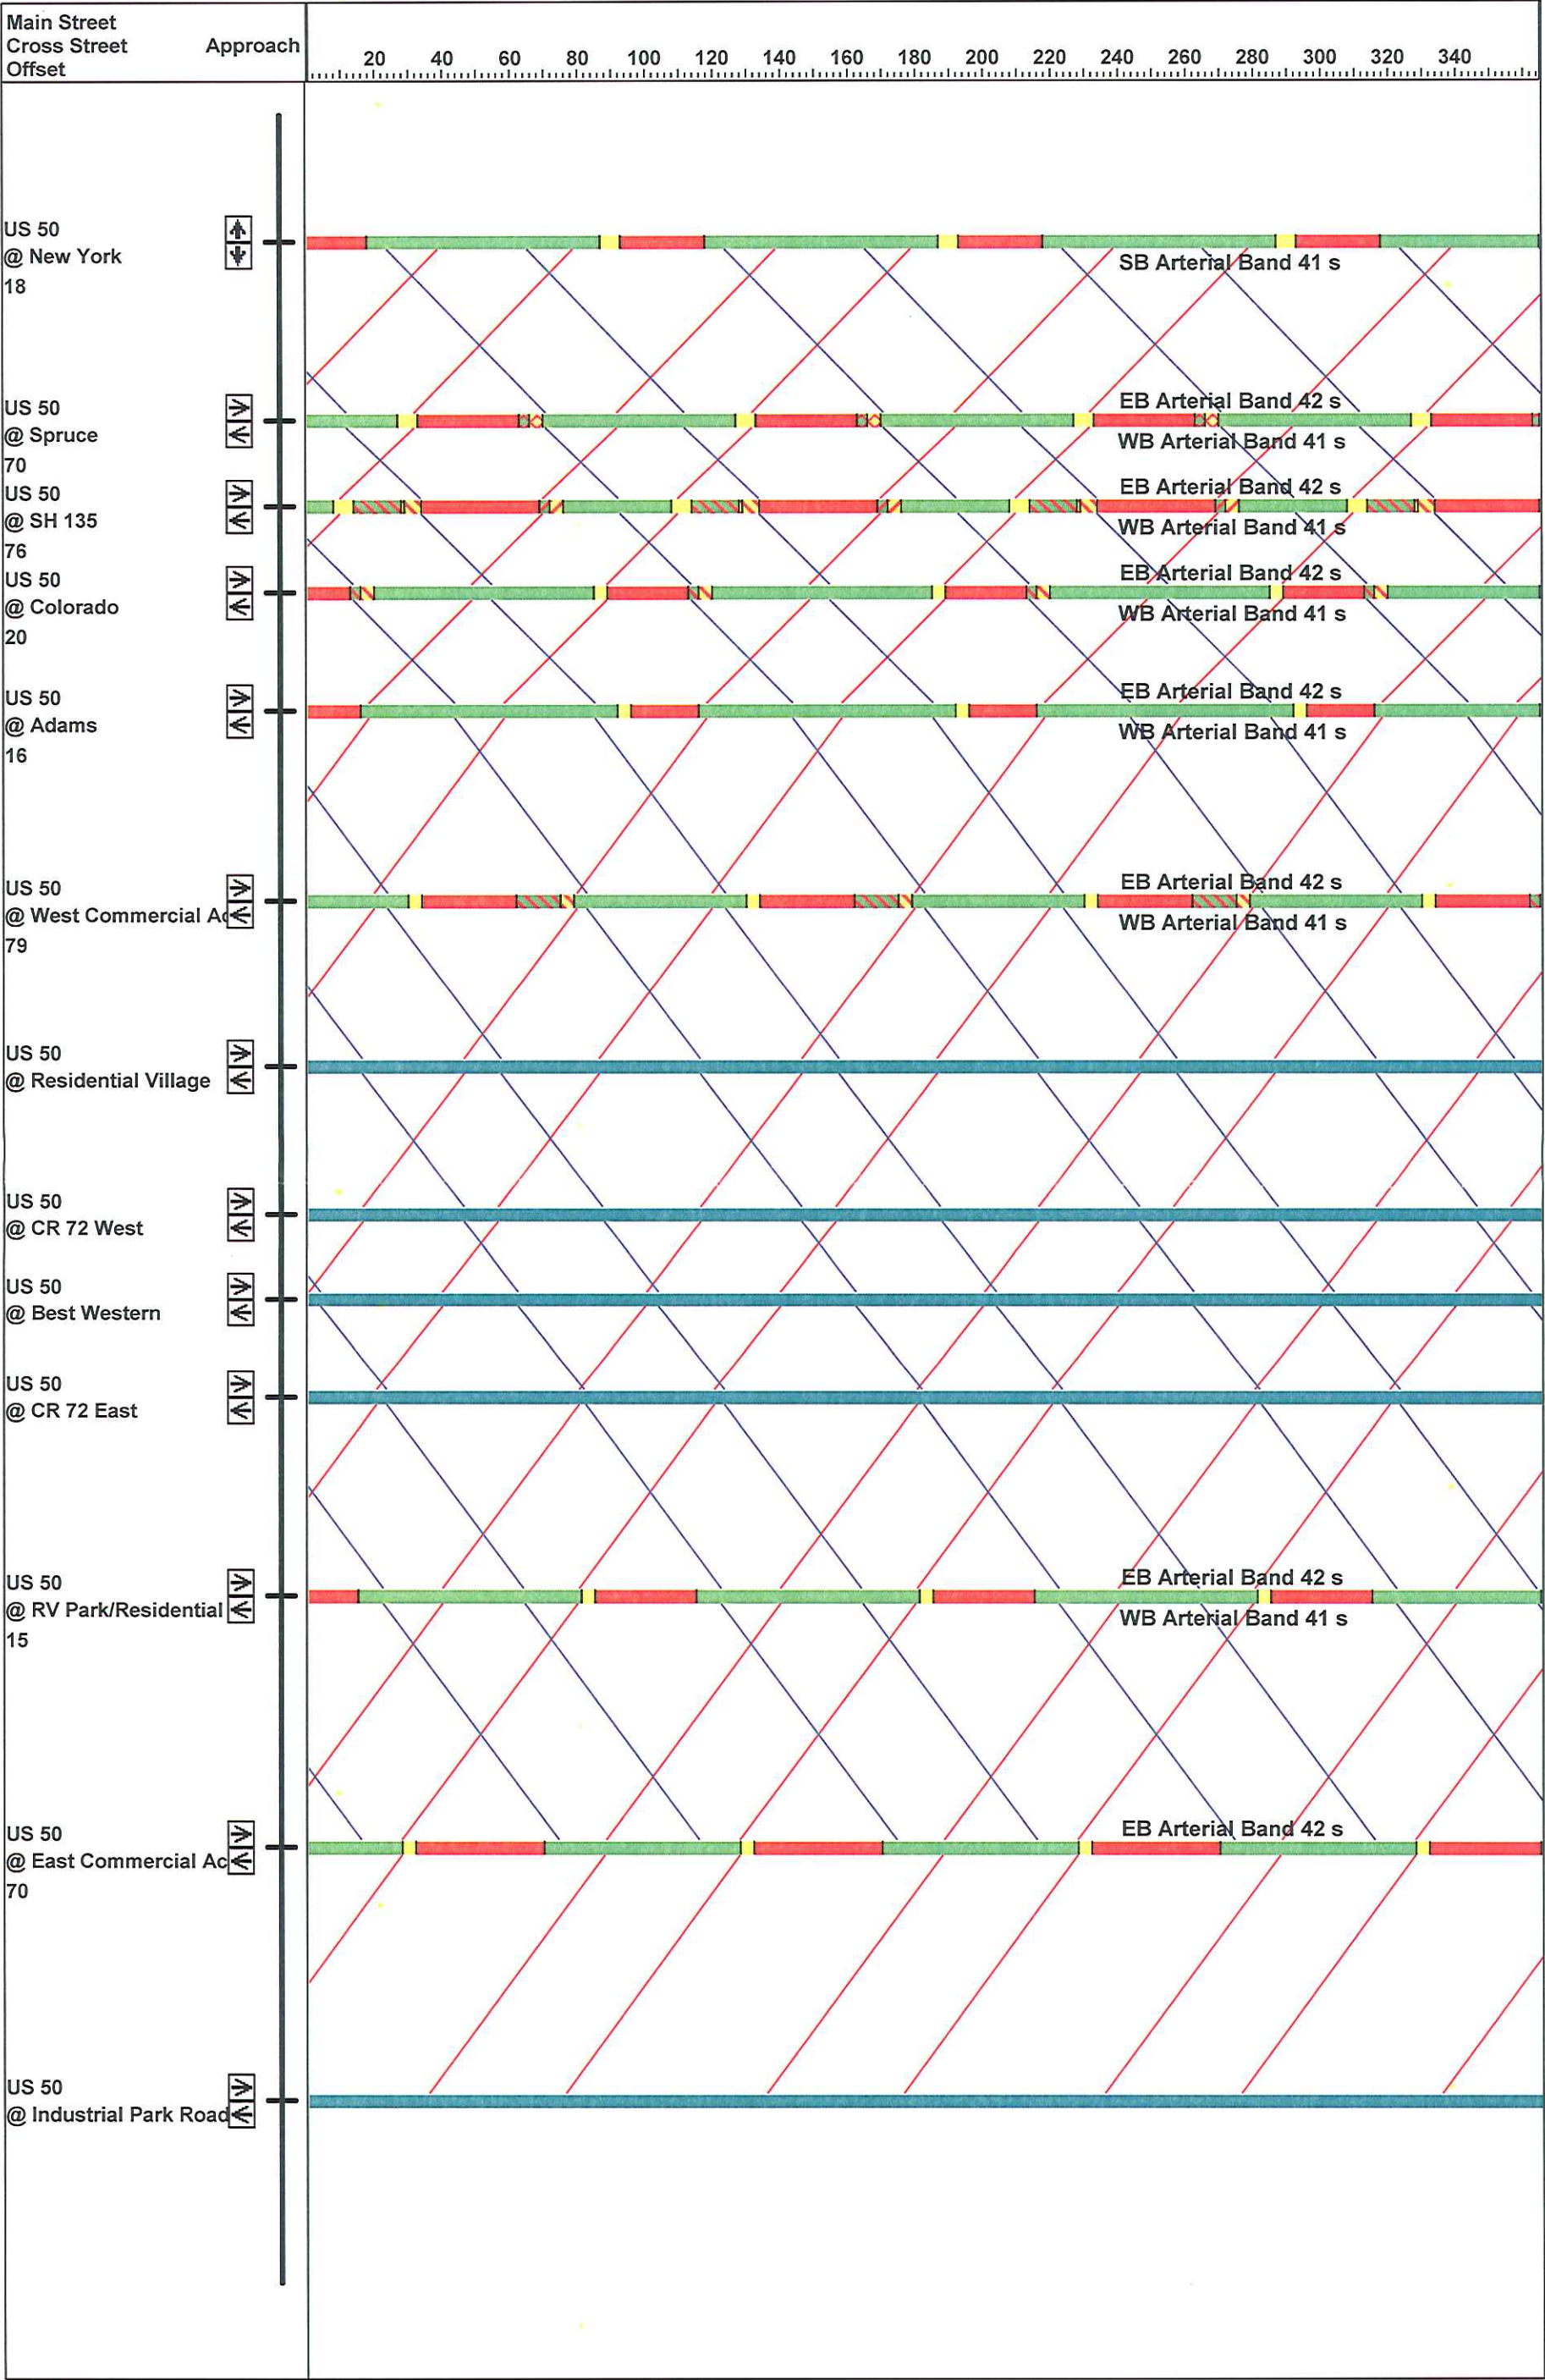 Main Street
Cross Street Approach
Offset
20 40 60 80 100 120 140 160 180 200 220 240 260 280 300 320 340
US 50
@ New York
18
SB Arterial Band 41 s
US 50
@ Spruce
70
EB Arterial Band 42 s
WB Arterial Band 41 s
US 50
@ SH 135
76
EB Arterial Band 42 s
WB Arterial Band 41 s
US 50
@ Colorado
20
EB Arterial Band 42 s
WB Arterial Band 41 s
US 50
@ Adams
16
EB Arterial Band 42 s
WB Arterial Band 41 s
US 50
@ West Commercial Ac
79
EB Arterial Band 42 s
WB Arterial Band 41 s
US 50
@ Residential Village
US 50
@ CR 72 West
US 50
@ Best Western
US 50
@ CR 72 East
US 50
@ RV Park/Residential
15
EB Arterial Band 42 s
WB Arterial Band 41 s
US 50
@ East Commercial Ac
70
EB Arterial Band 42 s
US 50
@ Industrial Park Road